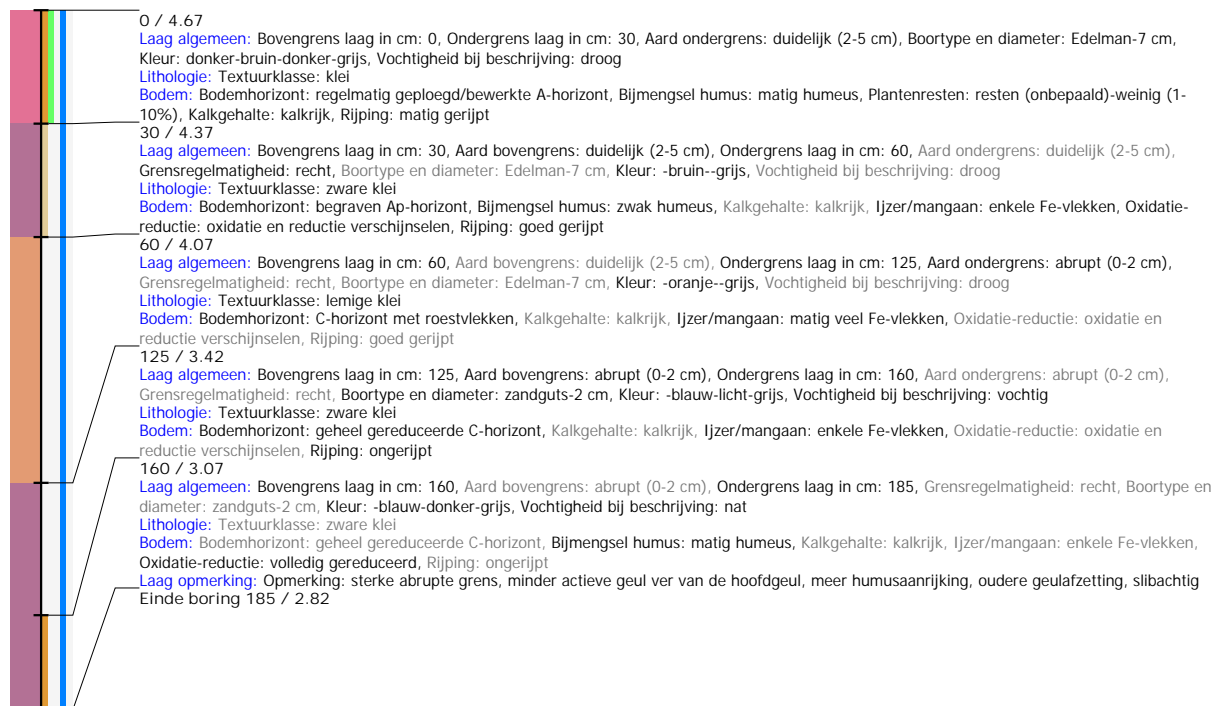 0 / 4.67
Laag algemeen: Bovengrens laag in cm: 0, Ondergrens laag in cm: 30, Aard ondergrens: duidelijk (2-5 cm), Boortype en diameter: Edelman-7 cm,
Kleur: donker-bruin-donker-grijs, Vochtigheid bij beschrijving: droog
Lithologie: Textuurklasse: klei
Bodem: Bodemhorizont: regelmatig geploegd/bewerkte A-horizont, Bijmengsel humus: matig humeus, Plantenresten: resten (onbepaald)-weinig (1-
10%), Kalkgehalte: kalkrijk, Rijping: matig gerijpt
30 / 4.37
Laag algemeen: Bovengrens laag in cm: 30, Aard bovengrens: duidelijk (2-5 cm), Ondergrens laag in cm: 60, Aard ondergrens: duidelijk (2-5 cm),
Grensregelmatigheid: recht, Boortype en diameter: Edelman-7 cm, Kleur: -bruin--grijs, Vochtigheid bij beschrijving: droog
Lithologie: Textuurklasse: zware klei
Bodem: Bodemhorizont: begraven Ap-horizont, Bijmengsel humus: zwak humeus, Kalkgehalte: kalkrijk, Ijzer/mangaan: enkele Fe-vlekken, Oxidatie-
reductie: oxidatie en reductie verschijnselen, Rijping: goed gerijpt
60 / 4.07
Laag algemeen: Bovengrens laag in cm: 60, Aard bovengrens: duidelijk (2-5 cm), Ondergrens laag in cm: 125, Aard ondergrens: abrupt (0-2 cm),
Grensregelmatigheid: recht, Boortype en diameter: Edelman-7 cm, Kleur: -oranje--grijs, Vochtigheid bij beschrijving: droog
Lithologie: Textuurklasse: lemige klei
Bodem: Bodemhorizont: C-horizont met roestvlekken, Kalkgehalte: kalkrijk, Ijzer/mangaan: matig veel Fe-vlekken, Oxidatie-reductie: oxidatie en
reductie verschijnselen, Rijping: goed gerijpt
125 / 3.42
Laag algemeen: Bovengrens laag in cm: 125, Aard bovengrens: abrupt (0-2 cm), Ondergrens laag in cm: 160, Aard ondergrens: abrupt (0-2 cm),
Grensregelmatigheid: recht, Boortype en diameter: zandguts-2 cm, Kleur: -blauw-licht-grijs, Vochtigheid bij beschrijving: vochtig
Lithologie: Textuurklasse: zware klei
Bodem: Bodemhorizont: geheel gereduceerde C-horizont, Kalkgehalte: kalkrijk, Ijzer/mangaan: enkele Fe-vlekken, Oxidatie-reductie: oxidatie en
reductie verschijnselen, Rijping: ongerijpt
160 / 3.07
Laag algemeen: Bovengrens laag in cm: 160, Aard bovengrens: abrupt (0-2 cm), Ondergrens laag in cm: 185, Grensregelmatigheid: recht, Boortype en
diameter: zandguts-2 cm, Kleur: -blauw-donker-grijs, Vochtigheid bij beschrijving: nat
Lithologie: Textuurklasse: zware klei
Bodem: Bodemhorizont: geheel gereduceerde C-horizont, Bijmengsel humus: matig humeus, Kalkgehalte: kalkrijk, Ijzer/mangaan: enkele Fe-vlekken,
Oxidatie-reductie: volledig gereduceerd, Rijping: ongerijpt
Laag opmerking: Opmerking: sterke abrupte grens, minder actieve geul ver van de hoofdgeul, meer humusaanrijking, oudere geulafzetting, slibachtig
Einde boring 185 / 2.82